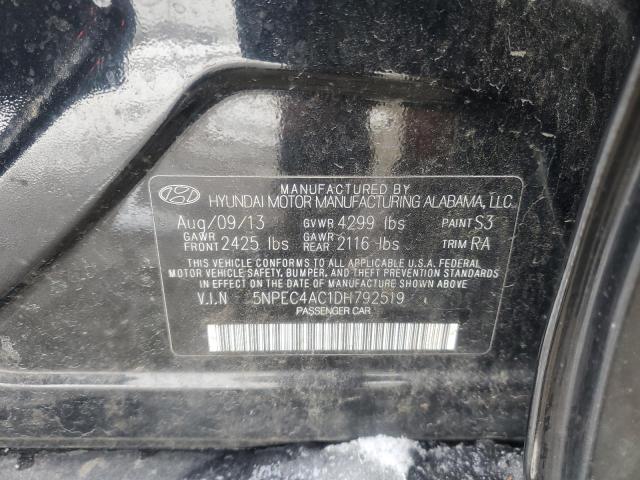 MANUFACTURED BY
HYUNDAI MOTOR MANUFACTURING ALABAMA, LLC
Aug/09/13 GVWR 4299 lbs PAINT S3
GAWR FRONT 2425 lbs GAWR REAR 2116 lbs TRIM RA
THIS VEHICLE CONFORMS TO ALL APPLICABLE U.S.A. FEDERAL
MOTOR VEHICLE SAFETY, BUMPER, AND THEFT PREVENTION STANDARDS
IN EFFECT ON THE DATE OF MANUFACTURE SHOWN ABOVE.
V.I.N 5NPEC4AC1DH792519
PASSENGER CAR